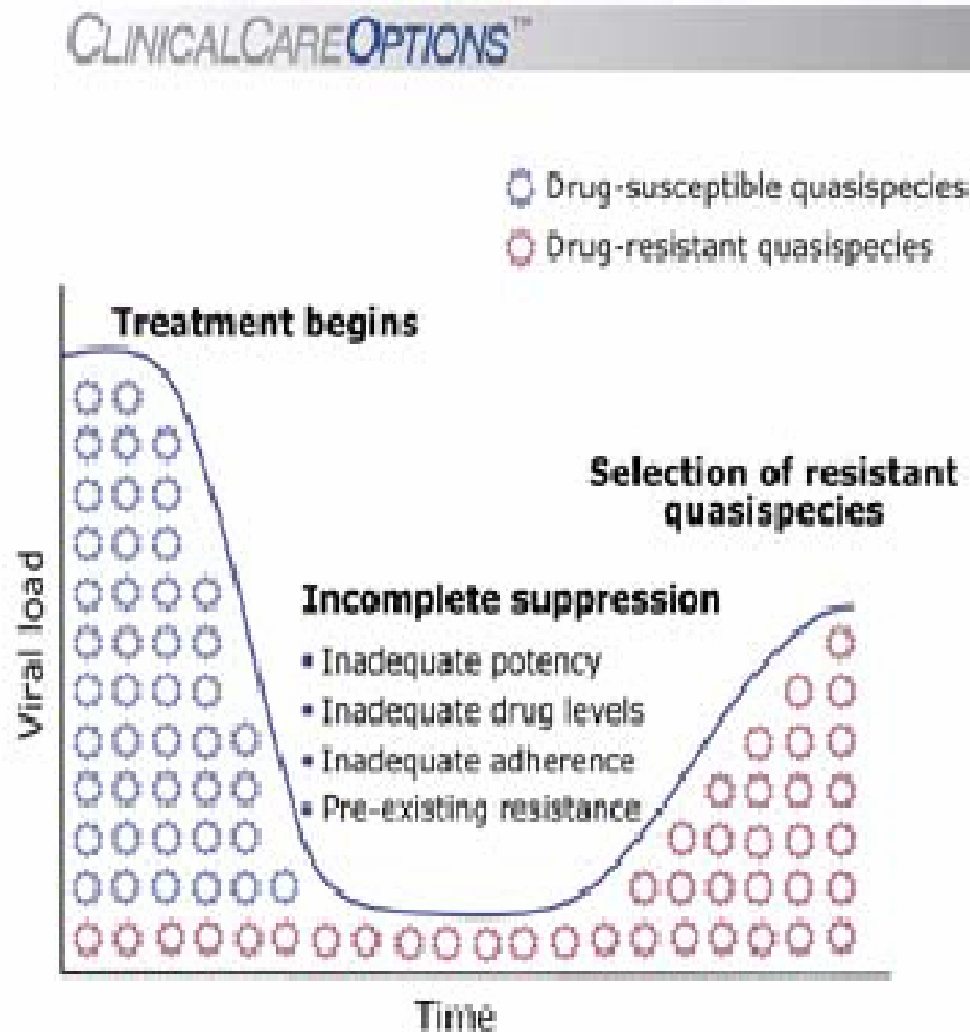 CLINICALCAREOPTIONS™
Drug-susceptible quasispecies
Drug-resistant quasispecies
Treatment begins
Selection of resistant
quasispecies
Incomplete suppression
▪ Inadequate potency
▪ Inadequate drug levels
▪ Inadequate adherence
▪ Pre-existing resistance
Viral load
Time